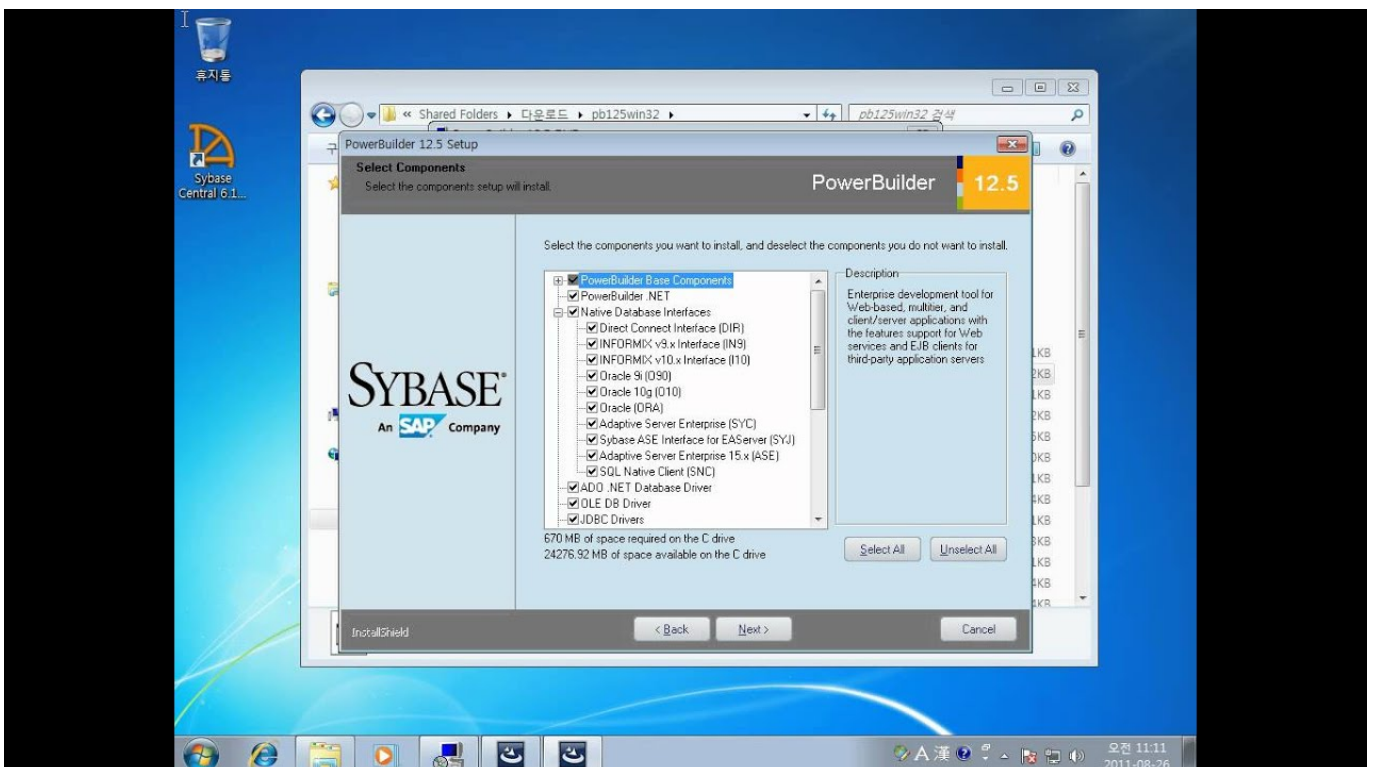 휴지통
Sybase
Central 6.1...
« Shared Folders ▸ 다운로드 ▸ pb125win32 ▸
pb125win32 검색
구
PowerBuilder 12.5 Setup
Select Components
Select the components setup will install.
PowerBuilder 12.5
Select the components you want to install, and deselect the components you do not want to install.
PowerBuilder Base Components
PowerBuilder .NET
Native Database Interfaces
Direct Connect Interface (DIR)
INFORMIX v9.x Interface (IN9)
INFORMIX v10.x Interface (I10)
Oracle 9i (O90)
Oracle 10g (O10)
Oracle (ORA)
Adaptive Server Enterprise (SYC)
Sybase ASE Interface for EAServer (SYJ)
Adaptive Server Enterprise 15.x (ASE)
SQL Native Client (SNC)
ADO .NET Database Driver
OLE DB Driver
JDBC Drivers
Description
Enterprise development tool for
Web-based, multitier, and
client/server applications with
the features support for Web
services and EJB clients for
third-party application servers
SYBASE
An SAP Company
670 MB of space required on the C drive
24276.92 MB of space available on the C drive
Select All
Unselect All
InstallShield
< Back
Next >
Cancel
A 漢
오전 11:11
2011-08-26